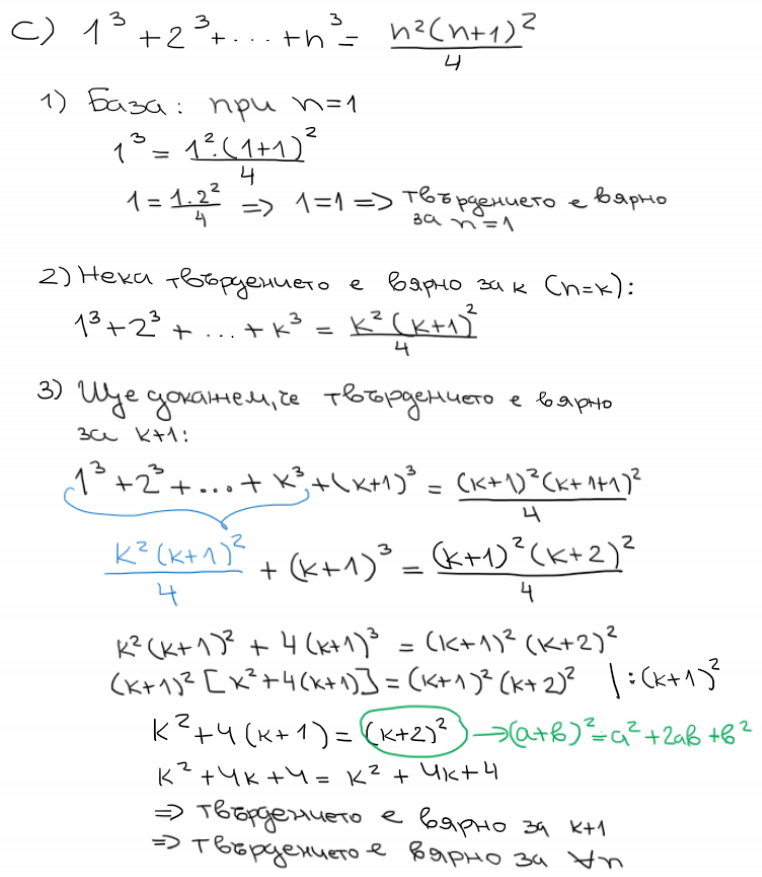 с) 1³ + 2³ + ... + n³ = n²(n+1)²/4
1) База: при n=1
1³ = 1².(1+1)²/4
1 = 1.2²/4 => 1=1 => твърдението е вярно
за n=1
2) Нека твърдението е вярно за k (n=k):
1³ + 2³ + ... + k³ = k²(k+1)²/4
3) Ще докажем, че твърдението е вярно
за k+1:
1³ + 2³ + ... + k³ + (k+1)³ = (k+1)²(k+1+1)²/4
k²(k+1)²/4 + (k+1)³ = (k+1)²(k+2)²/4
k²(k+1)² + 4(k+1)³ = (k+1)²(k+2)²
(k+1)²[k²+4(k+1)] = (k+1)²(k+2)² |:(k+1)²
k²+4(k+1) = (k+2)² → (a+b)²=a²+2ab+b²
k²+4k+4 = k²+4k+4
=> твърдението е вярно за k+1
=> твърдението е вярно за ∀n